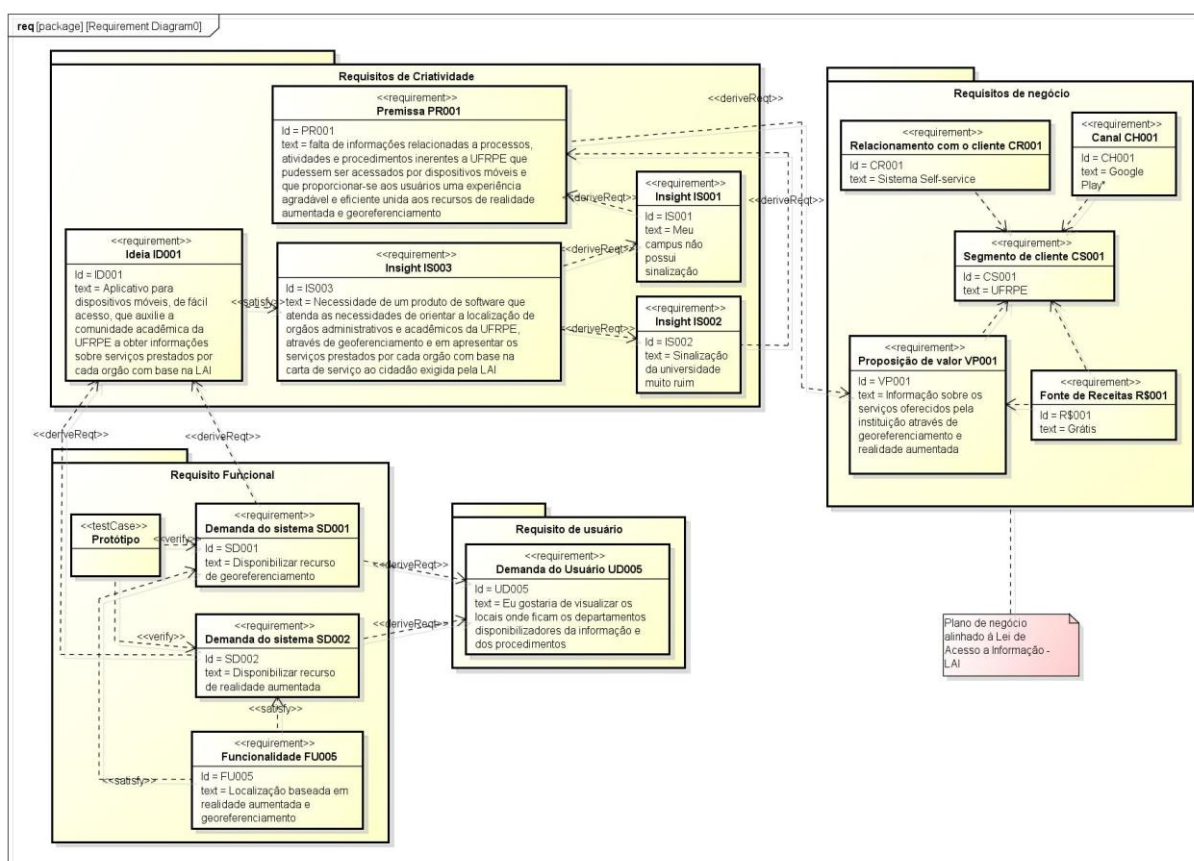 req [package] [Requirement Diagram0]
Requisitos de Criatividade
<<requirement>>
Premissa PR001
Id = PR001
text = falta de informações relacionadas a processos,
atividades e procedimentos inerentes a UFRPE que
pudessem ser acessados por dispositivos móveis e
que proporcionar-se aos usuários uma experiência
agradável e eficiente unida aos recursos de realidade
aumentada e georeferenciamento
<<deriveReqt>>
<<deriveReqt>>
<<requirement>>
Insight IS001
Id = IS001
text = Meu
campus não
possui
sinalização
<<deriveReqt>>
<<requirement>>
Ideia ID001
Id = ID001
text = Aplicativo para
dispositivos móveis, de fácil
acesso, que auxilie a
comunidade acadêmica da
UFRPE a obter informações
sobre serviços prestados por
cada orgão com base na LAI
<<satisfy>>
<<requirement>>
Insight IS003
Id = IS003
text = Necessidade de um produto de software que
atenda as necessidades de orientar a localização de
orgãos administrativos e acadêmicos da UFRPE,
através de georeferenciamento e em apresentar os
serviços prestados por cada orgão com base na
carta de serviço ao cidadão exigida pela LAI
<<deriveReqt>>
<<deriveReqt>>
<<requirement>>
Insight IS002
Id = IS002
text = Sinalização
da universidade
muito ruim
Requisitos de negócio
<<requirement>>
Relacionamento com o cliente CR001
Id = CR001
text = Sistema Self-service
<<requirement>>
Canal CH001
Id = CH001
text = Google
Play*
<<requirement>>
Segmento de cliente CS001
Id = CS001
text = UFRPE
<<requirement>>
Proposição de valor VP001
Id = VP001
text = Informação sobre os
serviços oferecidos pela
instituição através de
georeferenciamento e
realidade aumentada
<<requirement>>
Fonte de Receitas R$001
Id = R$001
text = Grátis
Plano de negócio
alinhado à Lei de
Acesso a Informação -
LAI
<<deriveReqt>>
<<deriveReqt>>
Requisito Funcional
<<testCase>>
Protótipo
<<verify>>
<<requirement>>
Demanda do sistema SD001
Id = SD001
text = Disponibilizar recurso
de georeferenciamento
<<deriveReqt>>
<<verify>>
<<requirement>>
Demanda do sistema SD002
Id = SD002
text = Disponibilizar recurso
de realidade aumentada
<<deriveReqt>>
<<satisfy>>
<<requirement>>
Funcionalidade FU005
Id = FU005
text = Localização baseada em
realidade aumentada e
georeferenciamento
<<satisfy>>
Requisito de usuário
<<requirement>>
Demanda do Usuário UD005
Id = UD005
text = Eu gostaria de visualizar os
locais onde ficam os departamentos
disponibilizadores da informação e
dos procedimentos